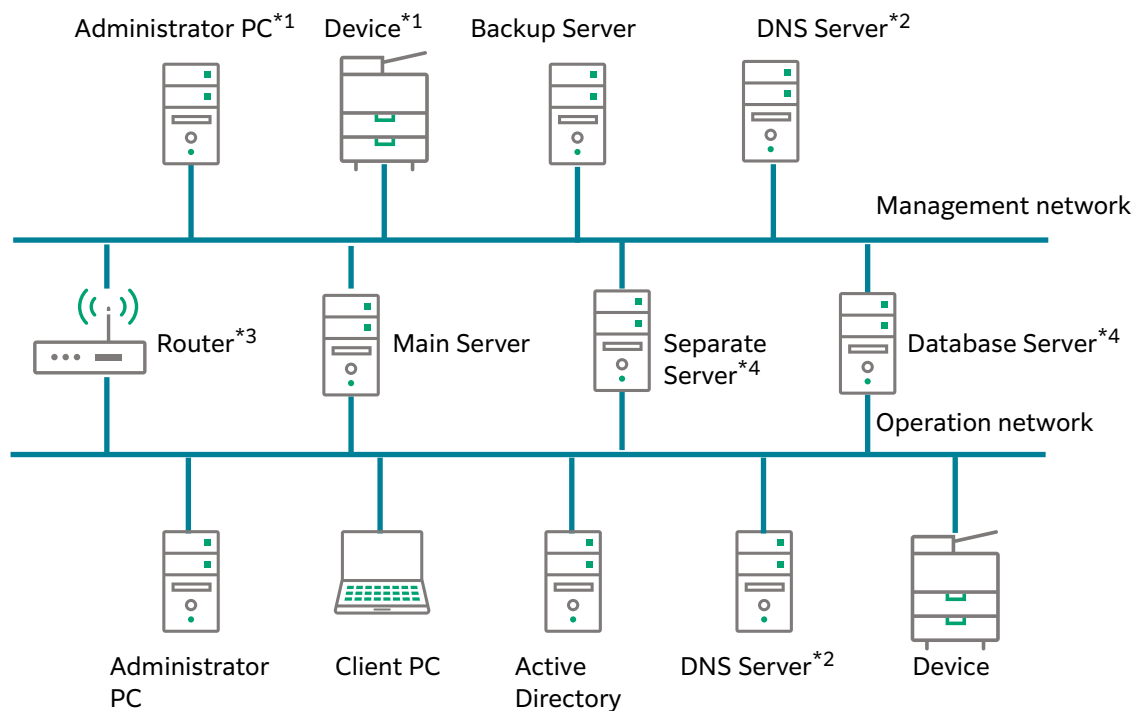 Administrator PC*1
Device*1
Backup Server
DNS Server*2
Management network
Router*3
Main Server
Separate
Server*4
Database Server*4
Operation network
Administrator
PC
Client PC
Active
Directory
DNS Server*2
Device